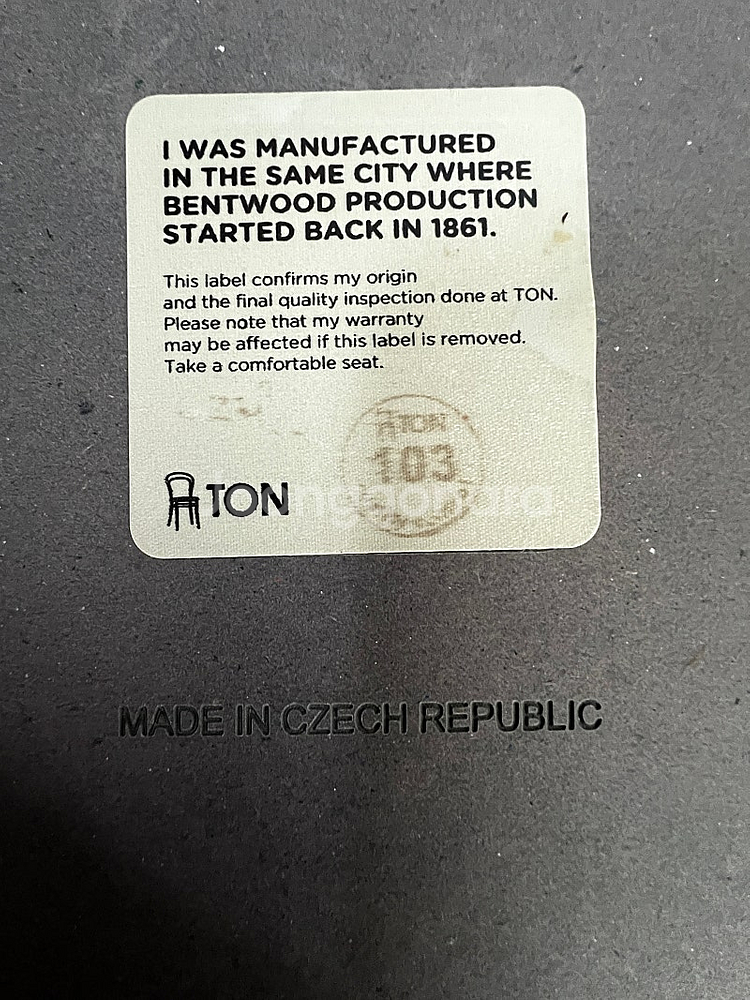 I WAS MANUFACTURED
IN THE SAME CITY WHERE
BENTWOOD PRODUCTION
STARTED BACK IN 1861.
This label confirms my origin
and the final quality inspection done at TON.
Please note that my warranty
may be affected if this label is removed.
Take a comfortable seat.
TON
103
TON
MADE IN CZECH REPUBLIC